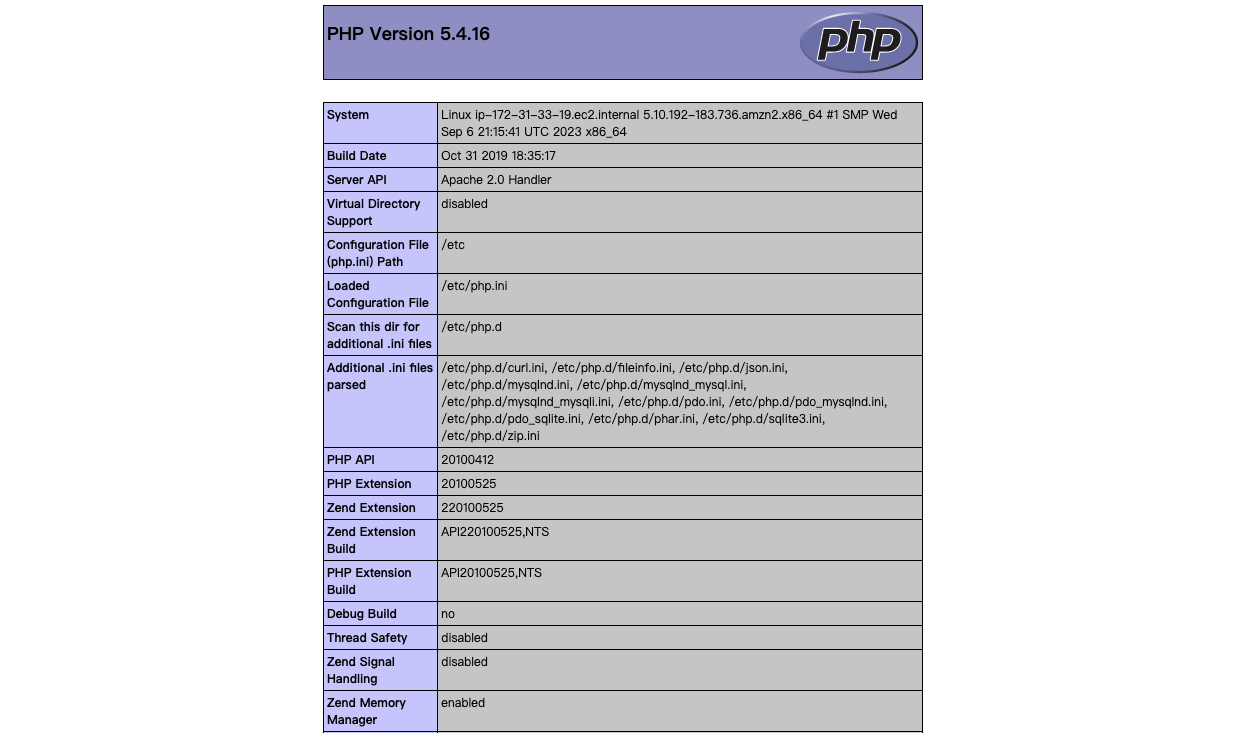 PHP Version 5.4.16
php
System
Linux ip-172-31-33-19.ec2.internal 5.10.192-183.736.amzn2.x86_64 #1 SMP Wed
Sep 6 21:15:41 UTC 2023 x86_64
Build Date
Oct 31 2019 18:35:17
Server API
Apache 2.0 Handler
Virtual Directory
Support
disabled
Configuration File
(php.ini) Path
/etc
Loaded
Configuration File
/etc/php.ini
Scan this dir for
additional .ini files
/etc/php.d
Additional .ini files
parsed
/etc/php.d/curl.ini, /etc/php.d/fileinfo.ini, /etc/php.d/json.ini,
/etc/php.d/mysqlnd.ini, /etc/php.d/mysqlnd_mysql.ini,
/etc/php.d/mysqlnd_mysqli.ini, /etc/php.d/pdo.ini, /etc/php.d/pdo_mysqlnd.ini,
/etc/php.d/pdo_sqlite.ini, /etc/php.d/phar.ini, /etc/php.d/sqlite3.ini,
/etc/php.d/zip.ini
PHP API
20100412
PHP Extension
20100525
Zend Extension
220100525
Zend Extension
Build
API220100525,NTS
PHP Extension
Build
API20100525,NTS
Debug Build
no
Thread Safety
disabled
Zend Signal
Handling
disabled
Zend Memory
Manager
enabled